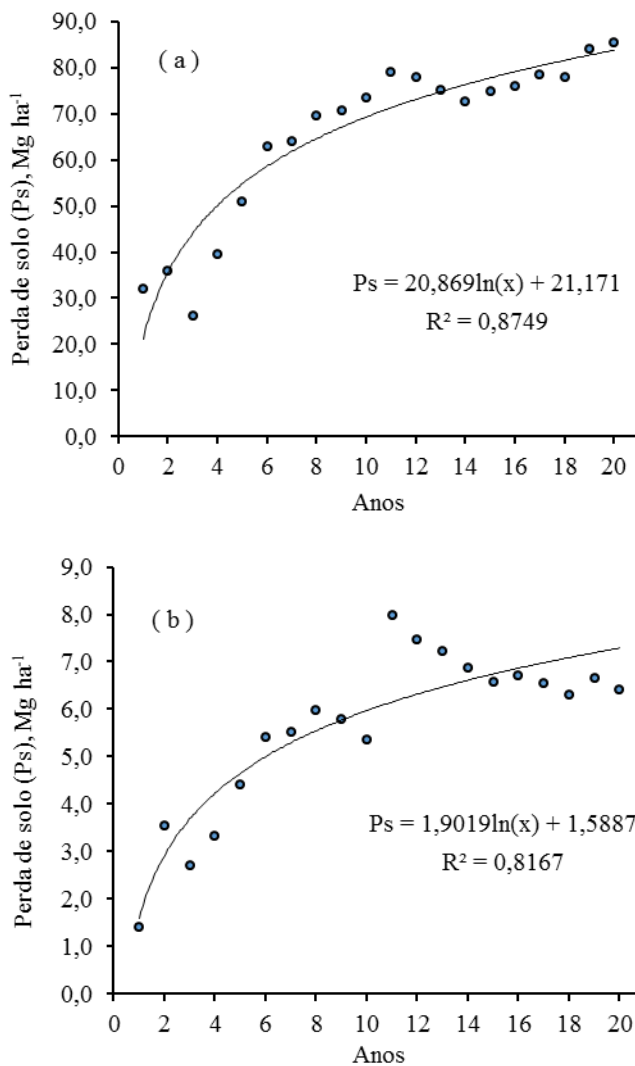 Perda de solo (Ps), Mg ha⁻¹
90,0
80,0
70,0
60,0
50,0
40,0
30,0
20,0
10,0
0,0
( a )
Ps = 20,869ln(x) + 21,171
R² = 0,8749
0 2 4 6 8 10 12 14 16 18 20
Anos
Perda de solo (Ps), Mg ha⁻¹
9,0
8,0
7,0
6,0
5,0
4,0
3,0
2,0
1,0
0,0
( b )
Ps = 1,9019ln(x) + 1,5887
R² = 0,8167
0 2 4 6 8 10 12 14 16 18 20
Anos